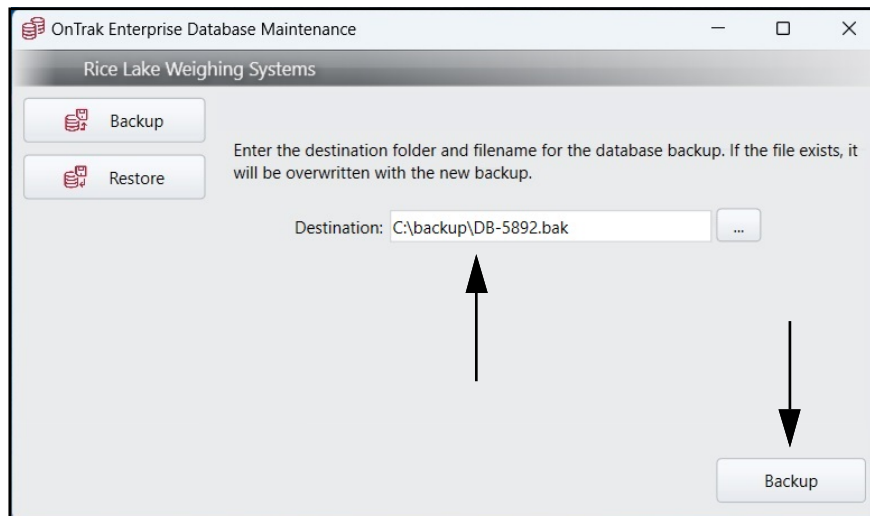 OnTrak Enterprise Database Maintenance
Rice Lake Weighing Systems
Backup
Restore
Enter the destination folder and filename for the database backup. If the file exists, it
will be overwritten with the new backup.
Destination: C:\backup\DB-5892.bak ...
Backup